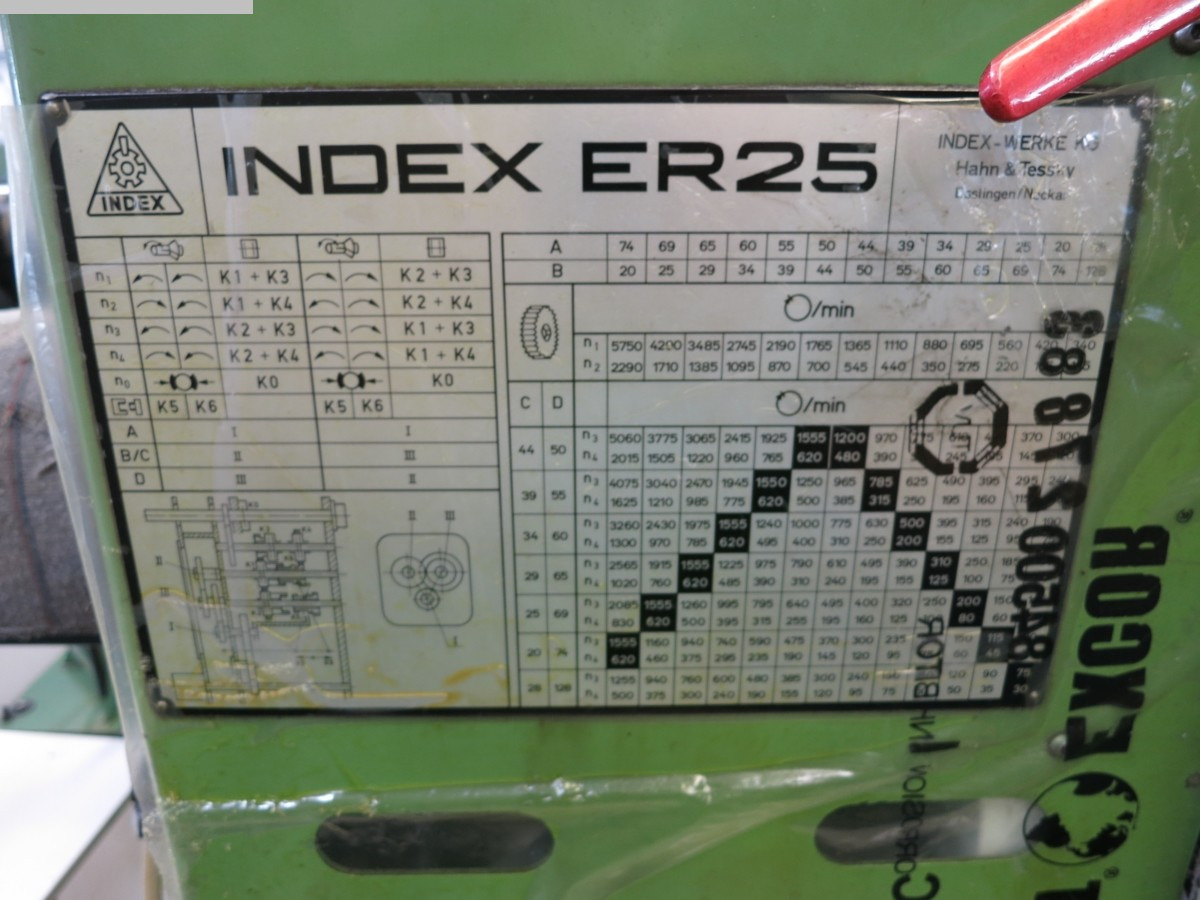 INDEX
INDEX ER25
INDEX-WERKE KG
Hahn & Tessky
n1 K1 + K3 K2 + K3
n2 K1 + K4 K2 + K4
n3 K2 + K3 K1 + K3
n4 K2 + K4 K1 + K4
n0 K0 K0
K5 K6 K5 K6
A I I
B/C II III
D III II
II III
I
A 74 69 65 60 55 50 44 39 34 29 25 20
B 20 25 29 34 39 44 50 55 60 65 69 74 128
/min
n1 5750 4200 3485 2745 2190 1765 1365 1110 880 695 560 420 340
n2 2290 1710 1385 1095 870 700 545 440 350 275 220
C D /min
44 50 n3 5060 3775 3065 2415 1925 1555 1200 970 370 300
n4 2015 1505 1220 960 765 620 480 390 245
39 55 n3 4075 3040 2470 1945 1550 1250 965 785 625 490 395 295
n4 1625 1210 985 775 620 500 385 315 250 195 160
34 60 n3 3260 2430 1975 1555 1240 1000 775 630 500 395 315 240 190
n4 1300 970 785 620 495 400 310 250 200 155 125 95
29 65 n3 2565 1915 1555 1225 975 790 610 495 390 310 250
n4 1020 760 620 485 390 310 240 195 155 125 100 75
25 69 n3 2085 1555 1260 995 795 640 495 400 320 250 200 150
n4 830 620 500 395 315 255 195 160 125 80 60
20 74 1555 1160 940 740 590 475 370 300 235 150 115
n4 620 460 375 295 235 190 145 120 95 60 45
28 128 n3 1255 940 760 600 480 385 300 240 120 90
500 375 300 240 190 155 120 95 75 50 35 30
EXCOR